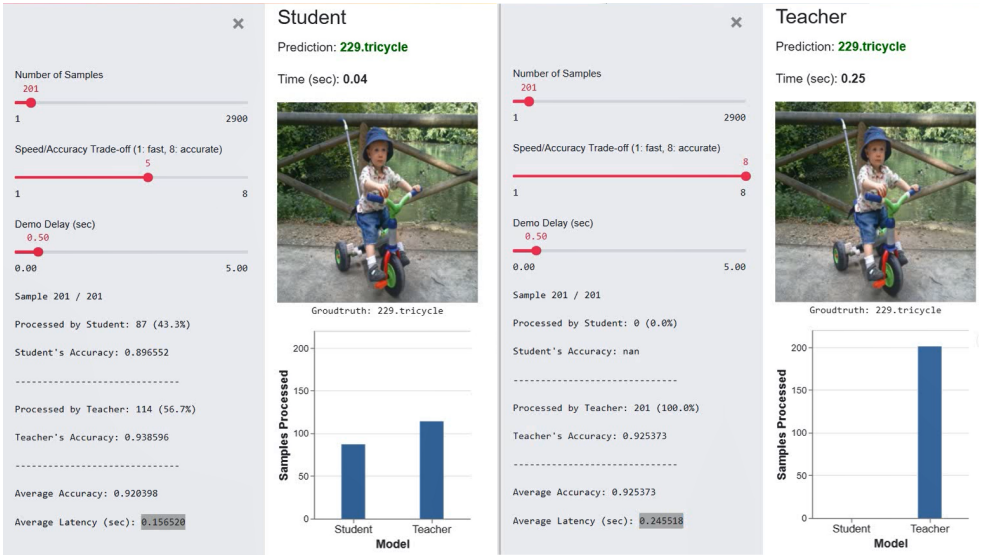 ×
Number of Samples
201
1 2900
Speed/Accuracy Trade-off (1: fast, 8: accurate)
5
1 8
Demo Delay (sec)
0.50
0.00 5.00
Sample 201 / 201
Processed by Student: 87 (43.3%)
Student's Accuracy: 0.896552
-----------------------------
Processed by Teacher: 114 (56.7%)
Teacher's Accuracy: 0.938596
-----------------------------
Average Accuracy: 0.920398
Average Latency (sec): 0.156520
Student
Prediction: 229.tricycle
Time (sec): 0.04
Groudtruth: 229.tricycle
Samples Processed
200
150
100
50
0
Student Teacher
Model
×
Number of Samples
201
1 2900
Speed/Accuracy Trade-off (1: fast, 8: accurate)
8
1 8
Demo Delay (sec)
0.50
0.00 5.00
Sample 201 / 201
Processed by Student: 0 (0.0%)
Student's Accuracy: nan
-----------------------------
Processed by Teacher: 201 (100.0%)
Teacher's Accuracy: 0.925373
-----------------------------
Average Accuracy: 0.925373
Average Latency (sec): 0.245518
Teacher
Prediction: 229.tricycle
Time (sec): 0.25
Groudtruth: 229.tricycle
Samples Processed
200
150
100
50
0
Student Teacher
Model